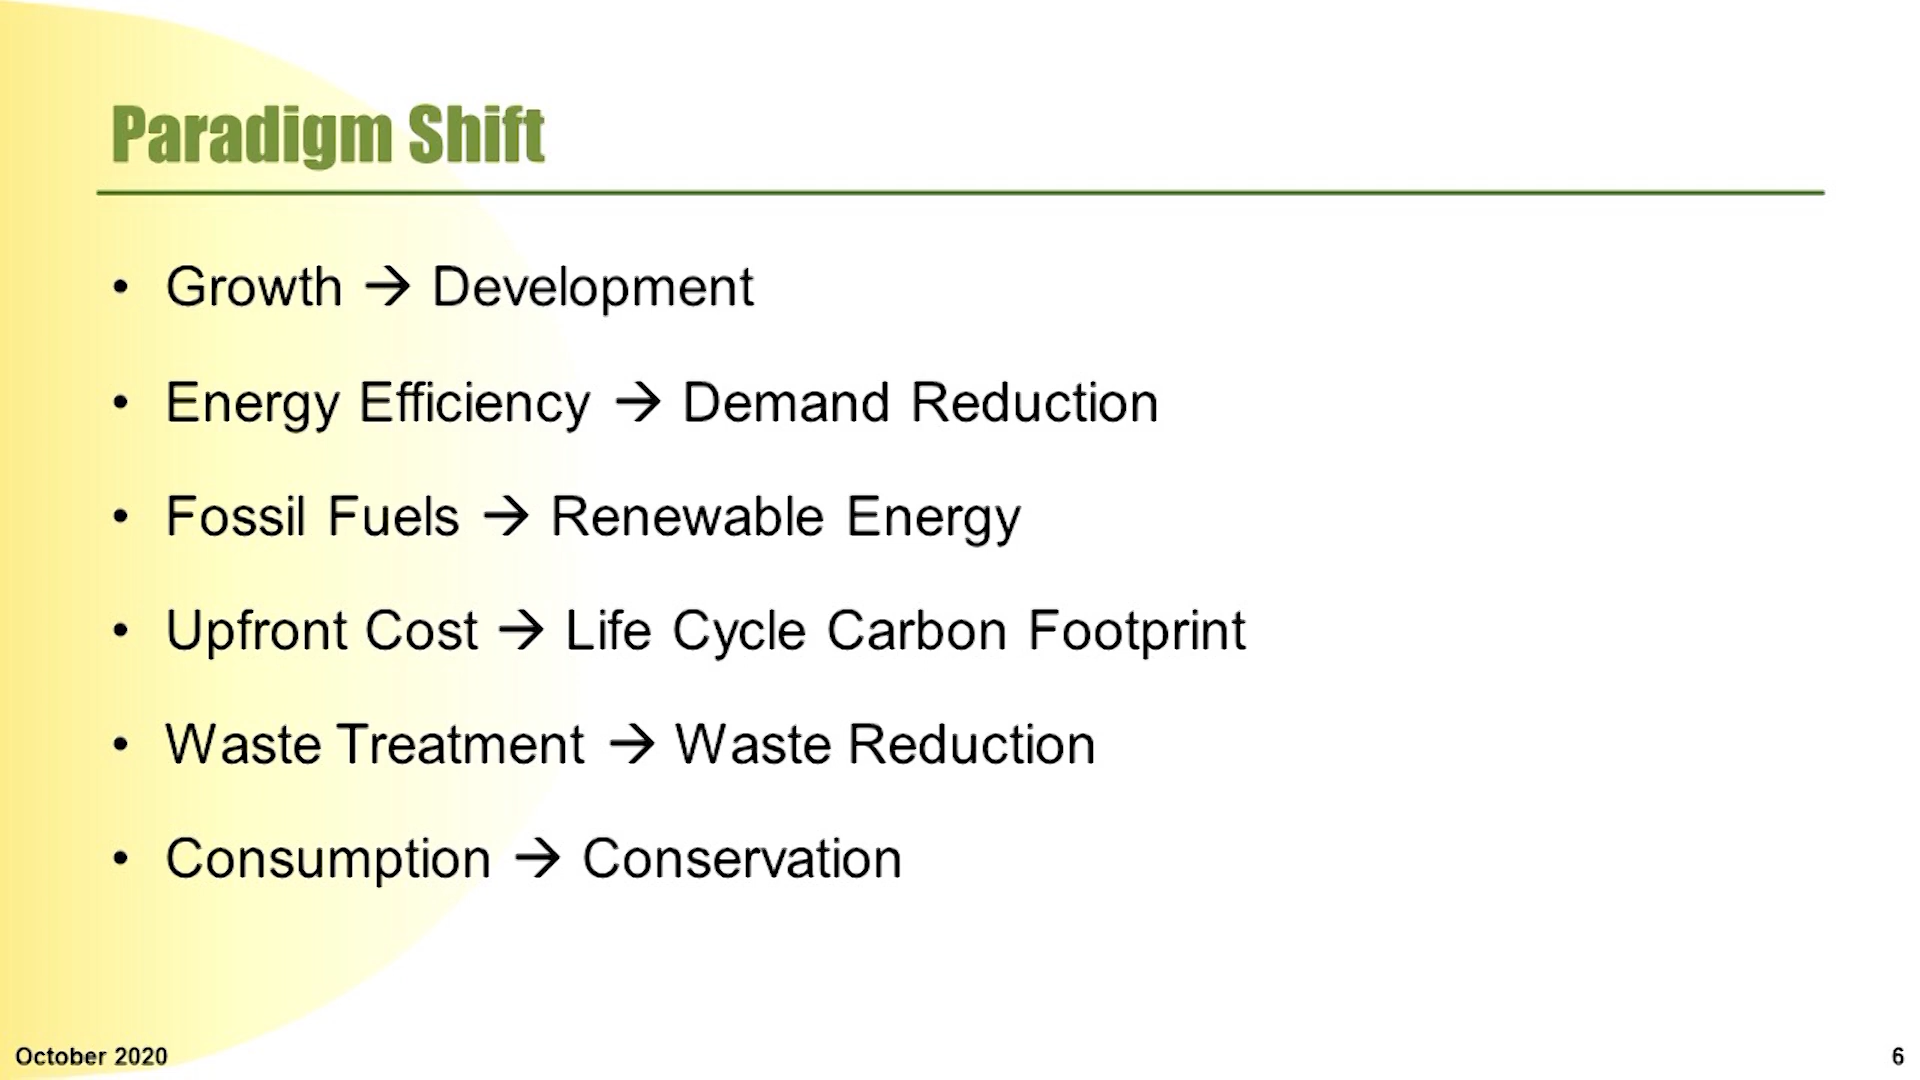 Paradigm Shift
• Growth → Development
• Energy Efficiency → Demand Reduction
• Fossil Fuels → Renewable Energy
• Upfront Cost → Life Cycle Carbon Footprint
• Waste Treatment → Waste Reduction
• Consumption → Conservation
October 2020
6